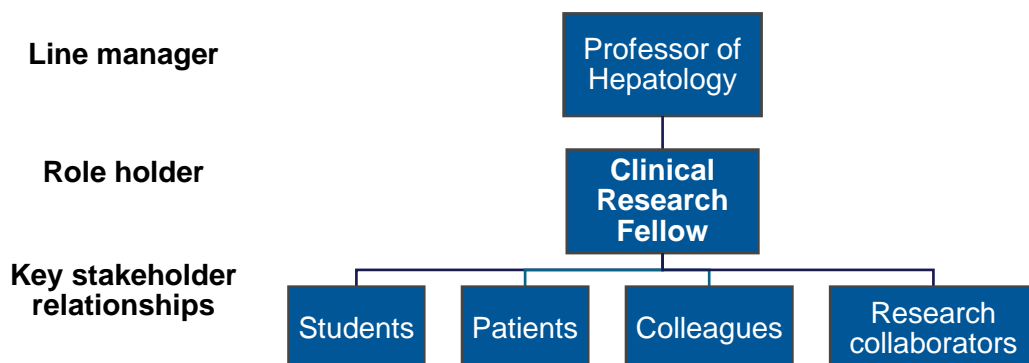 Line manager
Professor of
Hepatology
Role holder
Clinical
Research
Fellow
Key stakeholder
relationships
Students
Patients
Colleagues
Research
collaborators